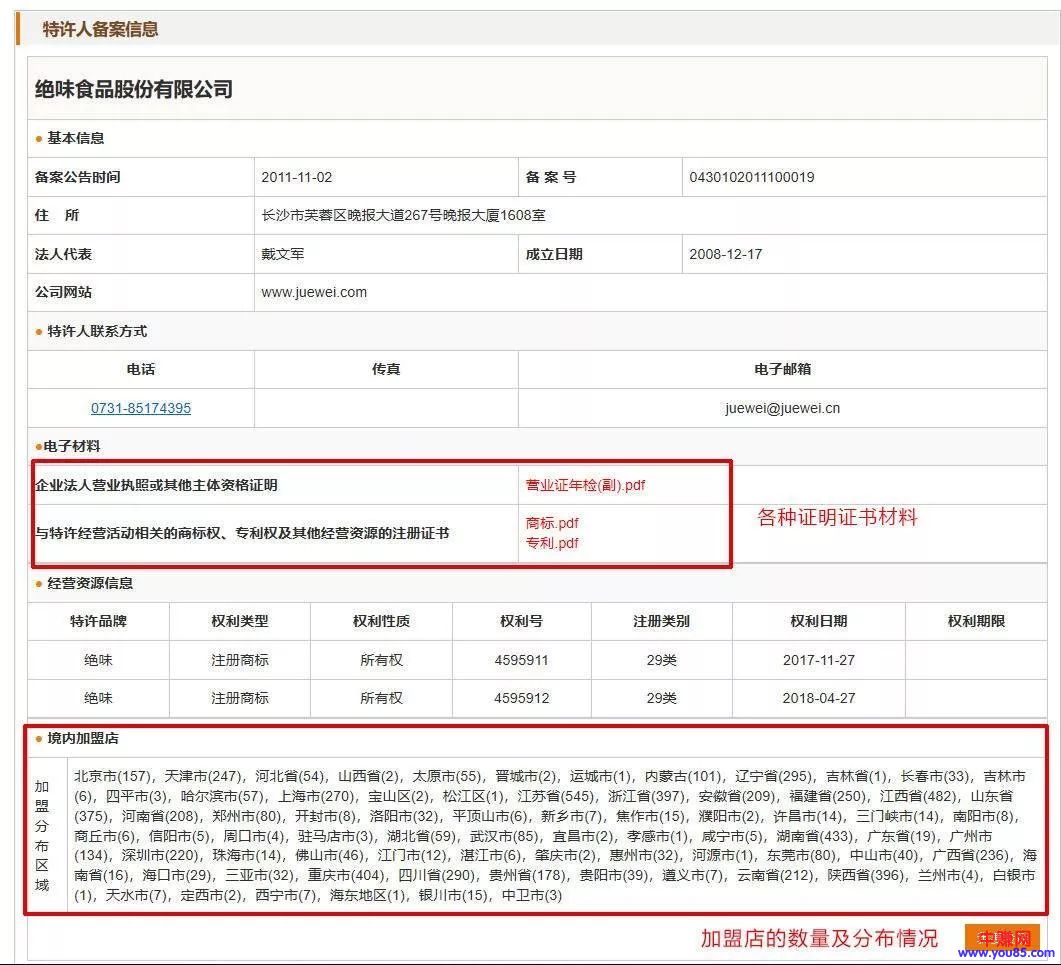 特许人备案信息
绝味食品股份有限公司
● 基本信息
备案公告时间 2011-11-02 备 案 号 0430102011100019
住 所 长沙市芙蓉区晚报大道267号晚报大厦1608室
法人代表 戴文军 成立日期 2008-12-17
公司网站 www.juewei.com
● 特许人联系方式
电话 传真 电子邮箱
0731-85174395 juewei@juewei.cn
●电子材料
企业法人营业执照或其他主体资格证明 营业证年检(副).pdf
各种证明证书材料
与特许经营活动相关的商标权、专利权及其他经营资源的注册证书 商标.pdf
专利.pdf
● 经营资源信息
特许品牌 权利类型 权利性质 权利号 注册类别 权利日期 权利期限
绝味 注册商标 所有权 4595911 29类 2017-11-27
绝味 注册商标 所有权 4595912 29类 2018-04-27
● 境内加盟店
加盟分布区域
北京市(157)，天津市(247)，河北省(54)，山西省(2)，太原市(55)，晋城市(2)，运城市(1)，内蒙古(101)，辽宁省(295)，吉林省(1)，长春市(33)，吉林市
(6)，四平市(3)，哈尔滨市(57)，上海市(270)，宝山区(2)，松江区(1)，江苏省(545)，浙江省(397)，安徽省(209)，福建省(250)，江西省(482)，山东省
(375)，河南省(208)，郑州市(80)，开封市(8)，洛阳市(32)，平顶山市(6)，新乡市(7)，焦作市(15)，濮阳市(2)，许昌市(14)，三门峡市(14)，南阳市(8)，
商丘市(6)，信阳市(5)，周口市(4)，驻马店市(3)，湖北省(59)，武汉市(85)，宜昌市(2)，孝感市(1)，咸宁市(5)，湖南省(433)，广东省(19)，广州市
(134)，深圳市(220)，珠海市(14)，佛山市(46)，江门市(12)，湛江市(6)，肇庆市(2)，惠州市(32)，河源市(1)，东莞市(80)，中山市(40)，广西省(236)，海
南省(16)，海口市(29)，三亚市(32)，重庆市(404)，四川省(290)，贵州省(178)，贵阳市(39)，遵义市(7)，云南省(212)，陕西省(396)，兰州市(4)，白银市
(1)，天水市(7)，定西市(2)，西宁市(7)，海东地区(1)，银川市(15)，中卫市(3)
加盟店的数量及分布情况
中赚网
www.you85.com